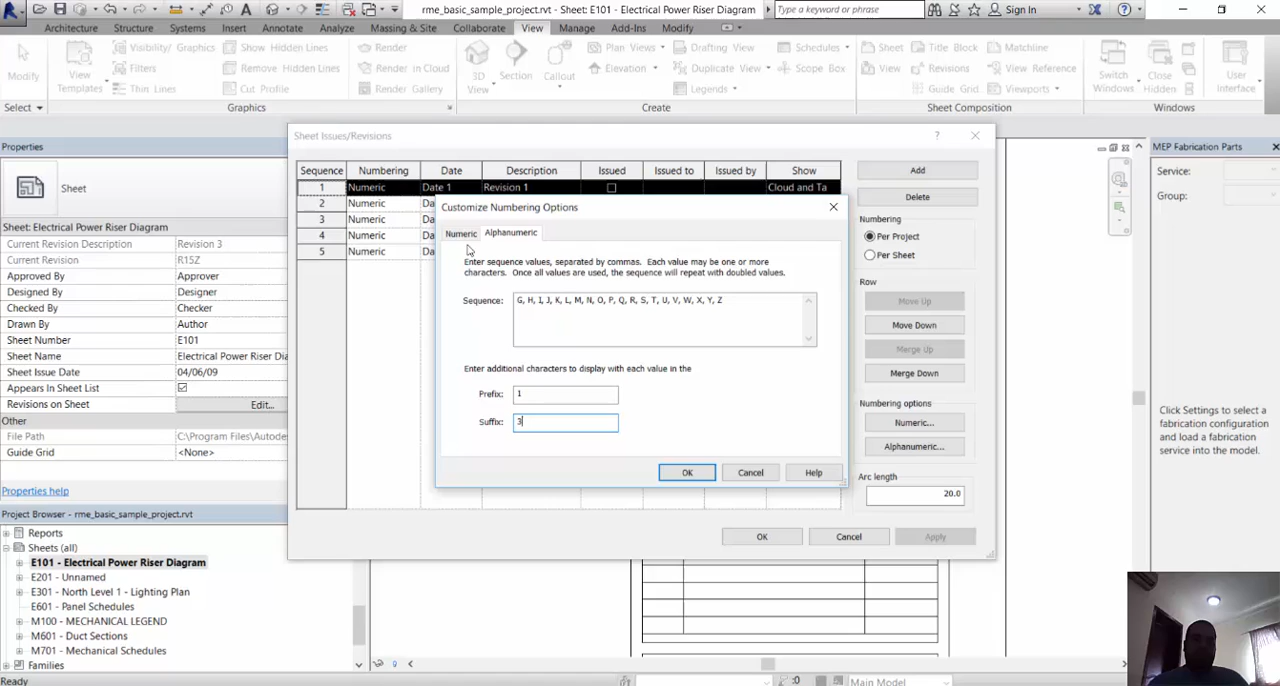 rme_basic_sample_project.rvt - Sheet: E101 - Electrical Power Riser Diagram
Type a keyword or phrase
Sign In
Architecture Structure Systems Insert Annotate Analyze Massing & Site Collaborate View Manage Add-Ins Modify
Modify
View Templates
Visibility/ Graphics
Filters
Thin Lines
Show Hidden Lines
Remove Hidden Lines
Cut Profile
Render
Render in Cloud
Render Gallery
3D View
Section
Callout
Plan Views
Elevation
Drafting View
Duplicate View
Legends
Schedules
Scope Box
Sheet
View
Title Block
Revisions
Guide Grid
Matchline
View Reference
Viewports
Switch Windows
Close Hidden
User Interface
Select Graphics Create Sheet Composition Windows
Properties
Sheet
Sheet: Electrical Power Riser Diagram
Current Revision Description Revision 3
Current Revision R15Z
Approved By Approver
Designed By Designer
Checked By Checker
Drawn By Author
Sheet Number E101
Sheet Name Electrical Power Riser Dia
Sheet Issue Date 04/06/09
Appears In Sheet List
Revisions on Sheet Edit...
Other
File Path C:\Program Files\Autodes
Guide Grid <None>
Properties help
Project Browser - rme_basic_sample_project.rvt
Reports
Sheets (all)
E101 - Electrical Power Riser Diagram
E201 - Unnamed
E301 - North Level 1 - Lighting Plan
E601 - Panel Schedules
M100 - MECHANICAL LEGEND
M601 - Duct Sections
M701 - Mechanical Schedules
Families
Ready
Sheet Issues/Revisions
Sequence Numbering Date Description Issued Issued to Issued by Show
1 Numeric Date 1 Revision 1 Cloud and Ta
2 Numeric Da
3 Numeric Da
4 Numeric Da
5 Numeric Da
Customize Numbering Options
Numeric Alphanumeric
Enter sequence values, separated by commas. Each value may be one or more
characters. Once all values are used, the sequence will repeat with doubled values.
Sequence: G, H, I, J, K, L, M, N, O, P, Q, R, S, T, U, V, W, X, Y, Z
Enter additional characters to display with each value in the
Prefix: 1
Suffix: 3
OK Cancel Help
Add
Delete
Numbering
Per Project
Per Sheet
Row
Move Up
Move Down
Merge Up
Merge Down
Numbering options
Numeric...
Alphanumeric...
Arc length
20.0
OK Cancel Apply
MEP Fabrication Parts
Service:
Group:
Click Settings to select a
fabrication configuration
and load a fabrication
service into the model.
:0
Main Model